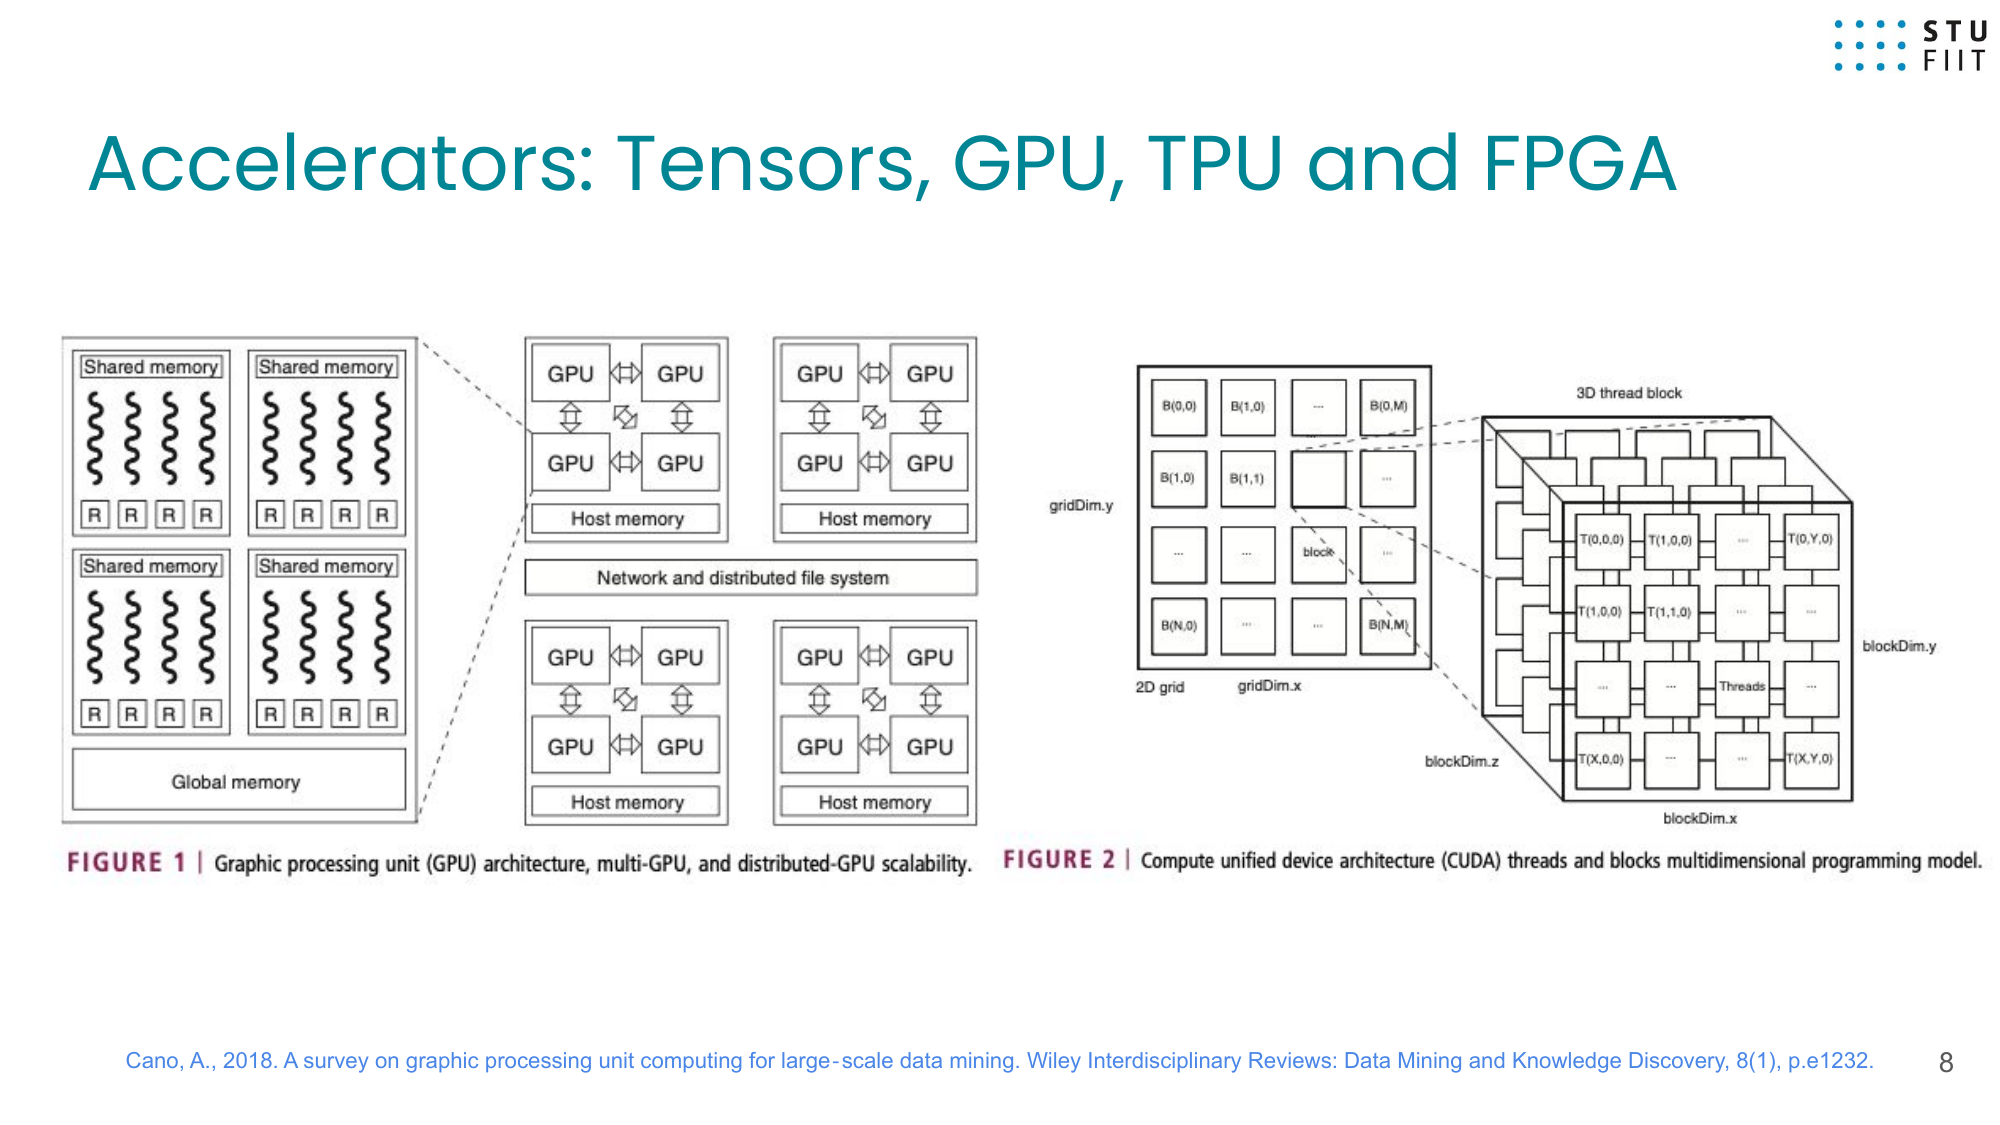 STU
FIIT
Accelerators: Tensors, GPU, TPU and FPGA
Shared memory
Shared memory
R R R R
R R R R
Shared memory
Shared memory
R R R R
R R R R
Global memory
GPU GPU
GPU GPU
Host memory
GPU GPU
GPU GPU
Host memory
Network and distributed file system
GPU GPU
GPU GPU
Host memory
GPU GPU
GPU GPU
Host memory
FIGURE 1 | Graphic processing unit (GPU) architecture, multi-GPU, and distributed-GPU scalability.
gridDim.y
B(0,0) B(1,0) ... B(0,M)
...
B(1,0) B(1,1) ...
... ... block ...
B(N,0) ... ... B(N,M)
2D grid gridDim.x
3D thread block
T(0,0,0) T(1,0,0) ... T(0,Y,0)
T(1,0,0) T(1,1,0) ... ...
... ... Threads ...
T(X,0,0) ... ... T(X,Y,0)
blockDim.y
blockDim.z
blockDim.x
FIGURE 2 | Compute unified device architecture (CUDA) threads and blocks multidimensional programming model.
Cano, A., 2018. A survey on graphic processing unit computing for large-scale data mining. Wiley Interdisciplinary Reviews: Data Mining and Knowledge Discovery, 8(1), p.e1232.
8